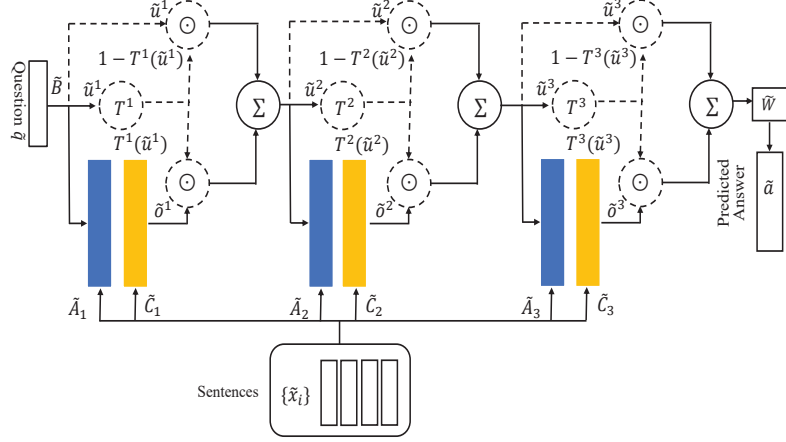 ũ¹
ũ²
ũ³
⊙
⊙
⊙
1 − T¹(ũ¹)
1 − T²(ũ²)
1 − T³(ũ³)
Question q̃
B̃
ũ¹
T¹
Σ
ũ²
T²
Σ
ũ³
T³
Σ
W̃
T¹(ũ¹)
T²(ũ²)
T³(ũ³)
⊙
⊙
⊙
õ¹
õ²
õ³
Predicted
Answer
ã
Ã₁
C̃₁
Ã₂
C̃₂
Ã₃
C̃₃
Sentences
{x̃ᵢ}